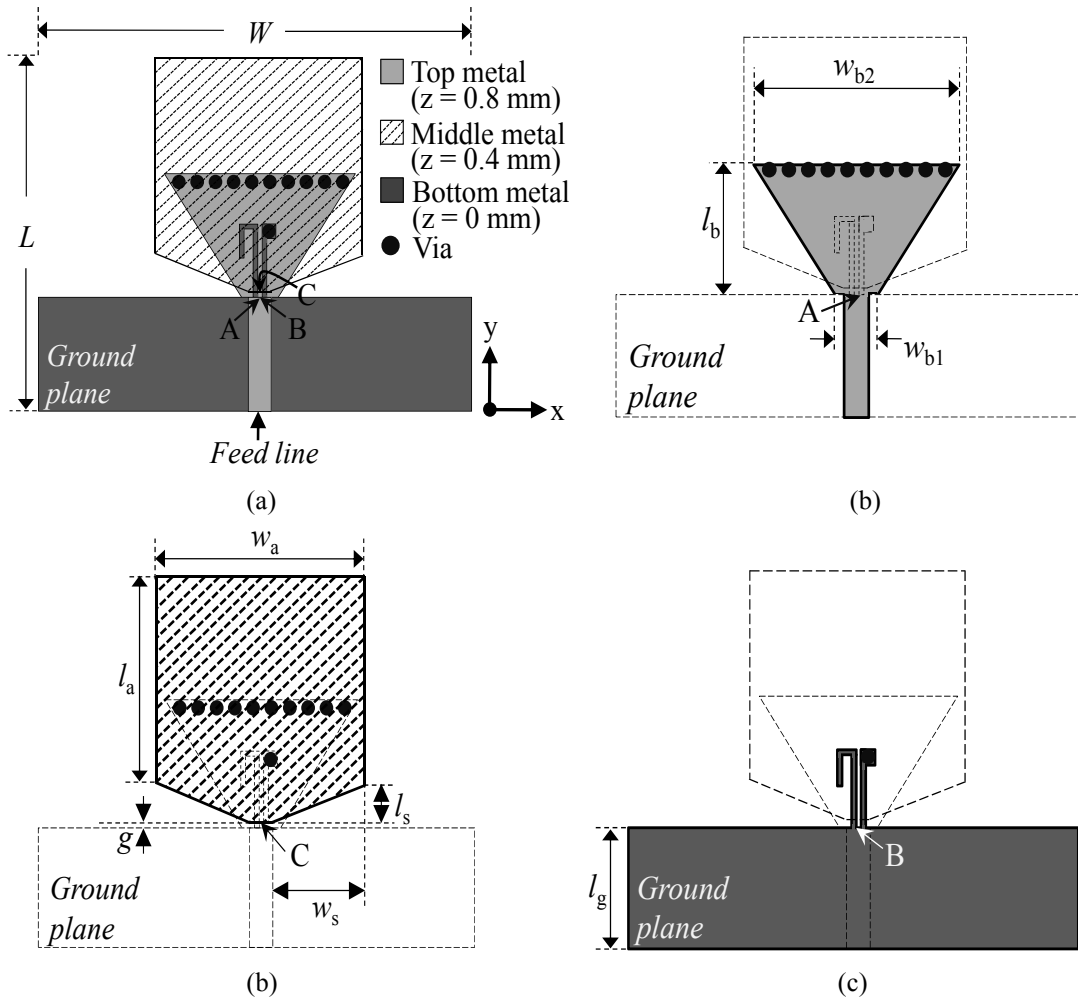 W
L
Top metal
(z = 0.8 mm)
Middle metal
(z = 0.4 mm)
Bottom metal
(z = 0 mm)
Via
C
A
B
Ground
plane
y
x
Feed line
(a)
w_b2
l_b
A
w_b1
Ground
plane
(b)
w_a
l_a
l_s
g
C
Ground
plane
w_s
(b)
B
l_g
Ground
plane
(c)